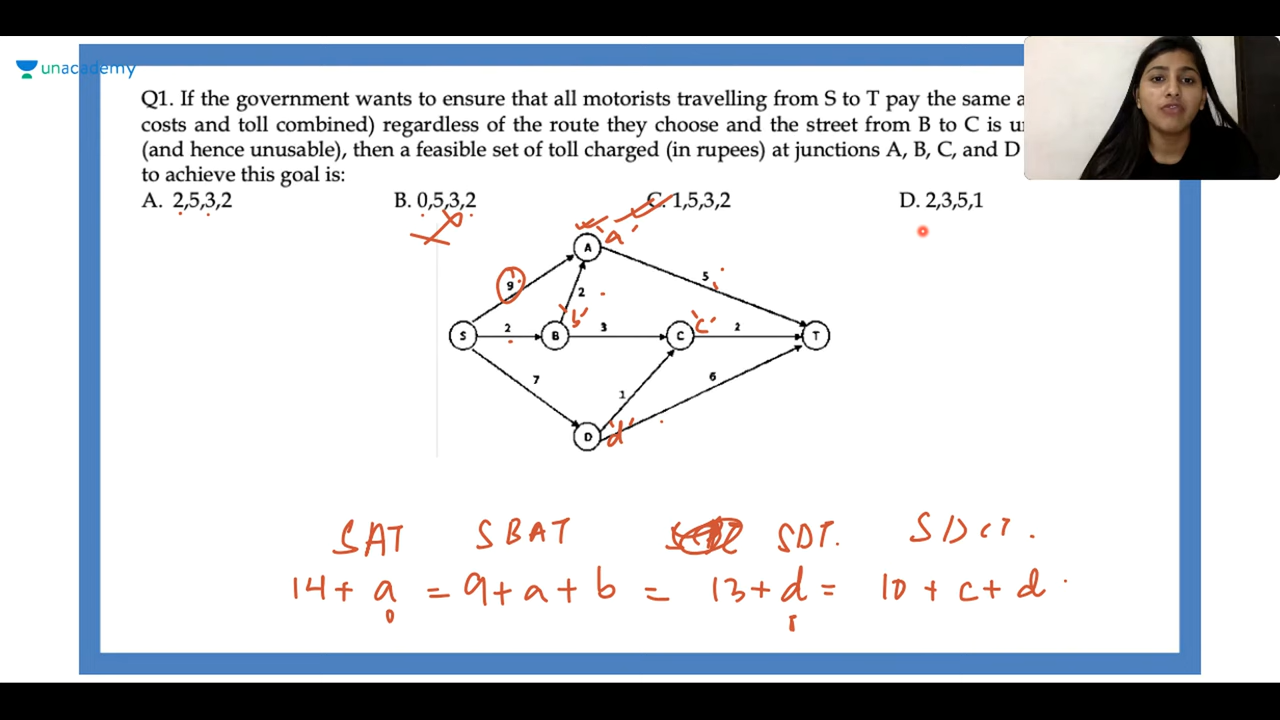 unacademy
Q1. If the government wants to ensure that all motorists travelling from S to T pay the same a
costs and toll combined) regardless of the route they choose and the street from B to C is u
(and hence unusable), then a feasible set of toll charged (in rupees) at junctions A, B, C, and D
to achieve this goal is:
A. 2,5,3,2 B. 0,5,3,2 C. 1,5,3,2 D. 2,3,5,1
A 'a'
9 5
2
'b' 'c'
S 2 B 3 C 2 T
7 6
1
D 'd'
SAT SBAT SDT. SDCT.
14 + a = 9 + a + b = 13 + d = 10 + c + d
0 1